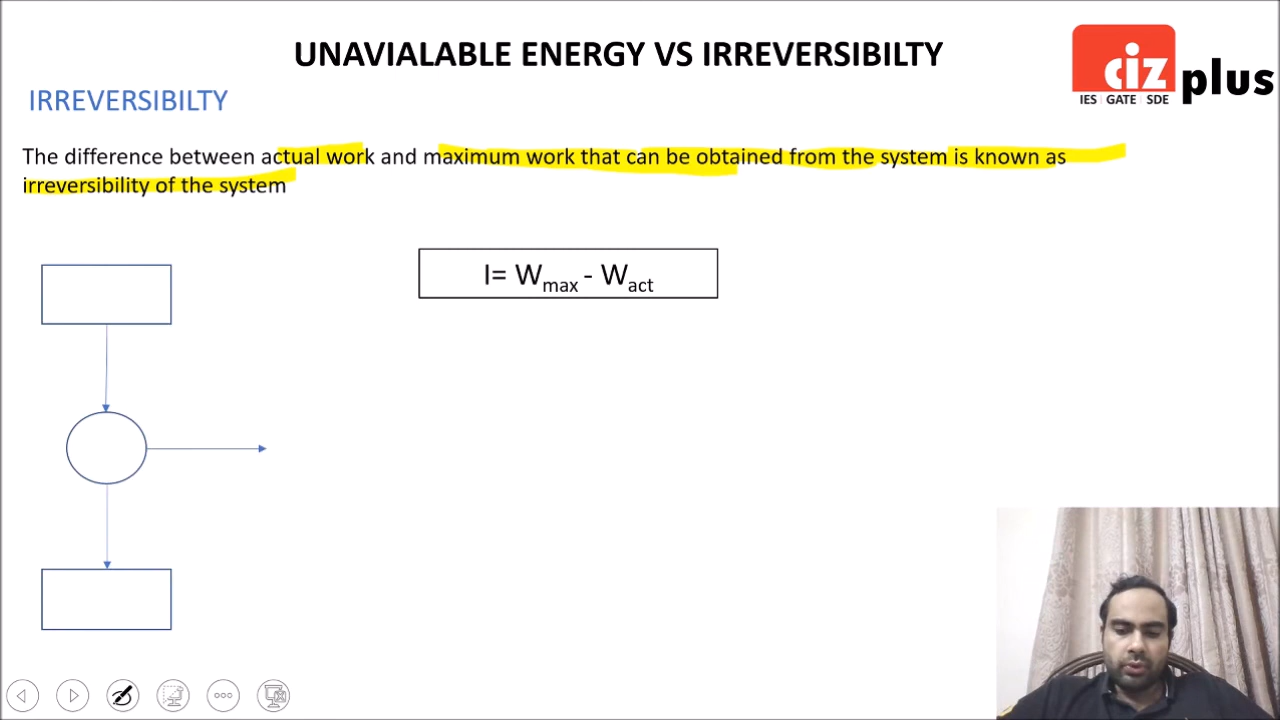 UNAVIALABLE ENERGY VS IRREVERSIBILTY
ciz plus
IES | GATE | SDE
IRREVERSIBILTY
The difference between actual work and maximum work that can be obtained from the system is known as
irreversibility of the system
I= Wmax - Wact